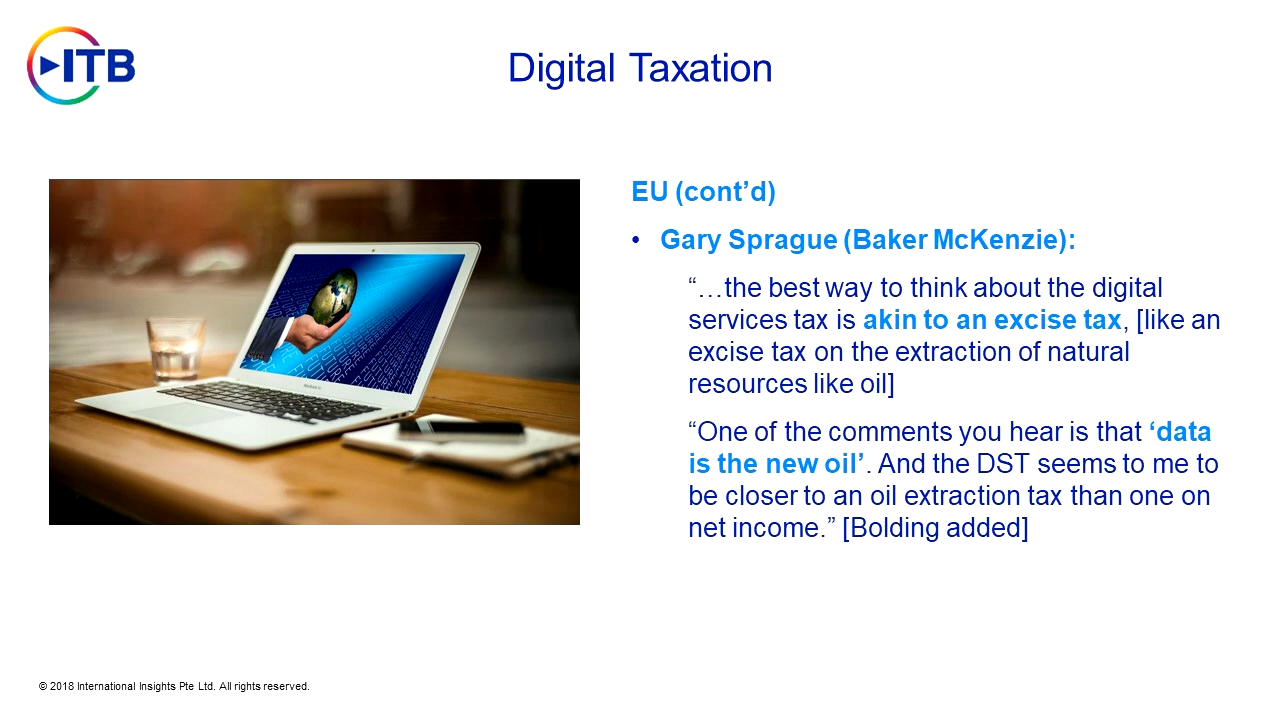 ITB
Digital Taxation
EU (cont’d)
• Gary Sprague (Baker McKenzie):
“…the best way to think about the digital
services tax is akin to an excise tax, [like an
excise tax on the extraction of natural
resources like oil]
“One of the comments you hear is that ‘data
is the new oil’. And the DST seems to me to
be closer to an oil extraction tax than one on
net income.” [Bolding added]
© 2018 International Insights Pte Ltd. All rights reserved.